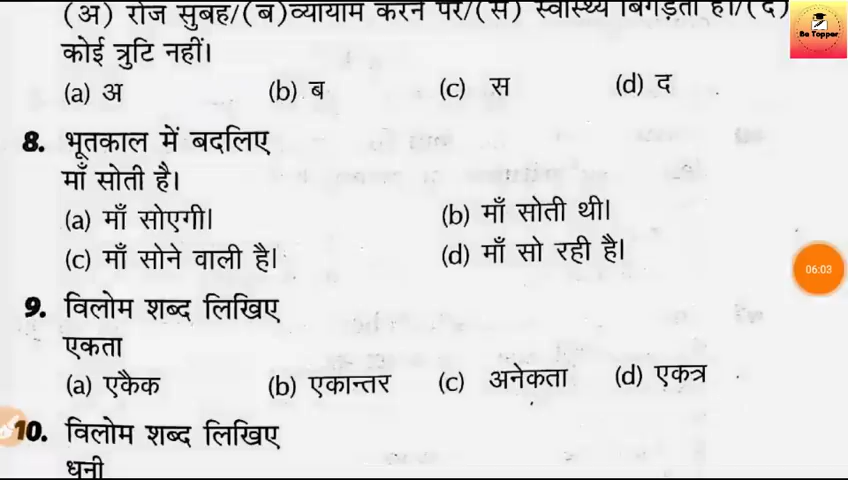 (अ) रोज सुबह/(ब)व्यायाम करने पर/(स) स्वास्थ्य बिगड़ता है।/(द)
कोई त्रुटि नहीं।
(a) अ (b) ब (c) स (d) द
8. भूतकाल में बदलिए
माँ सोती है।
(a) माँ सोएगी। (b) माँ सोती थी।
(c) माँ सोने वाली है। (d) माँ सो रही है।
9. विलोम शब्द लिखिए
एकता
(a) एकैक (b) एकान्तर (c) अनेकता (d) एकत्र
10. विलोम शब्द लिखिए
धनी
Be Topper
06:03